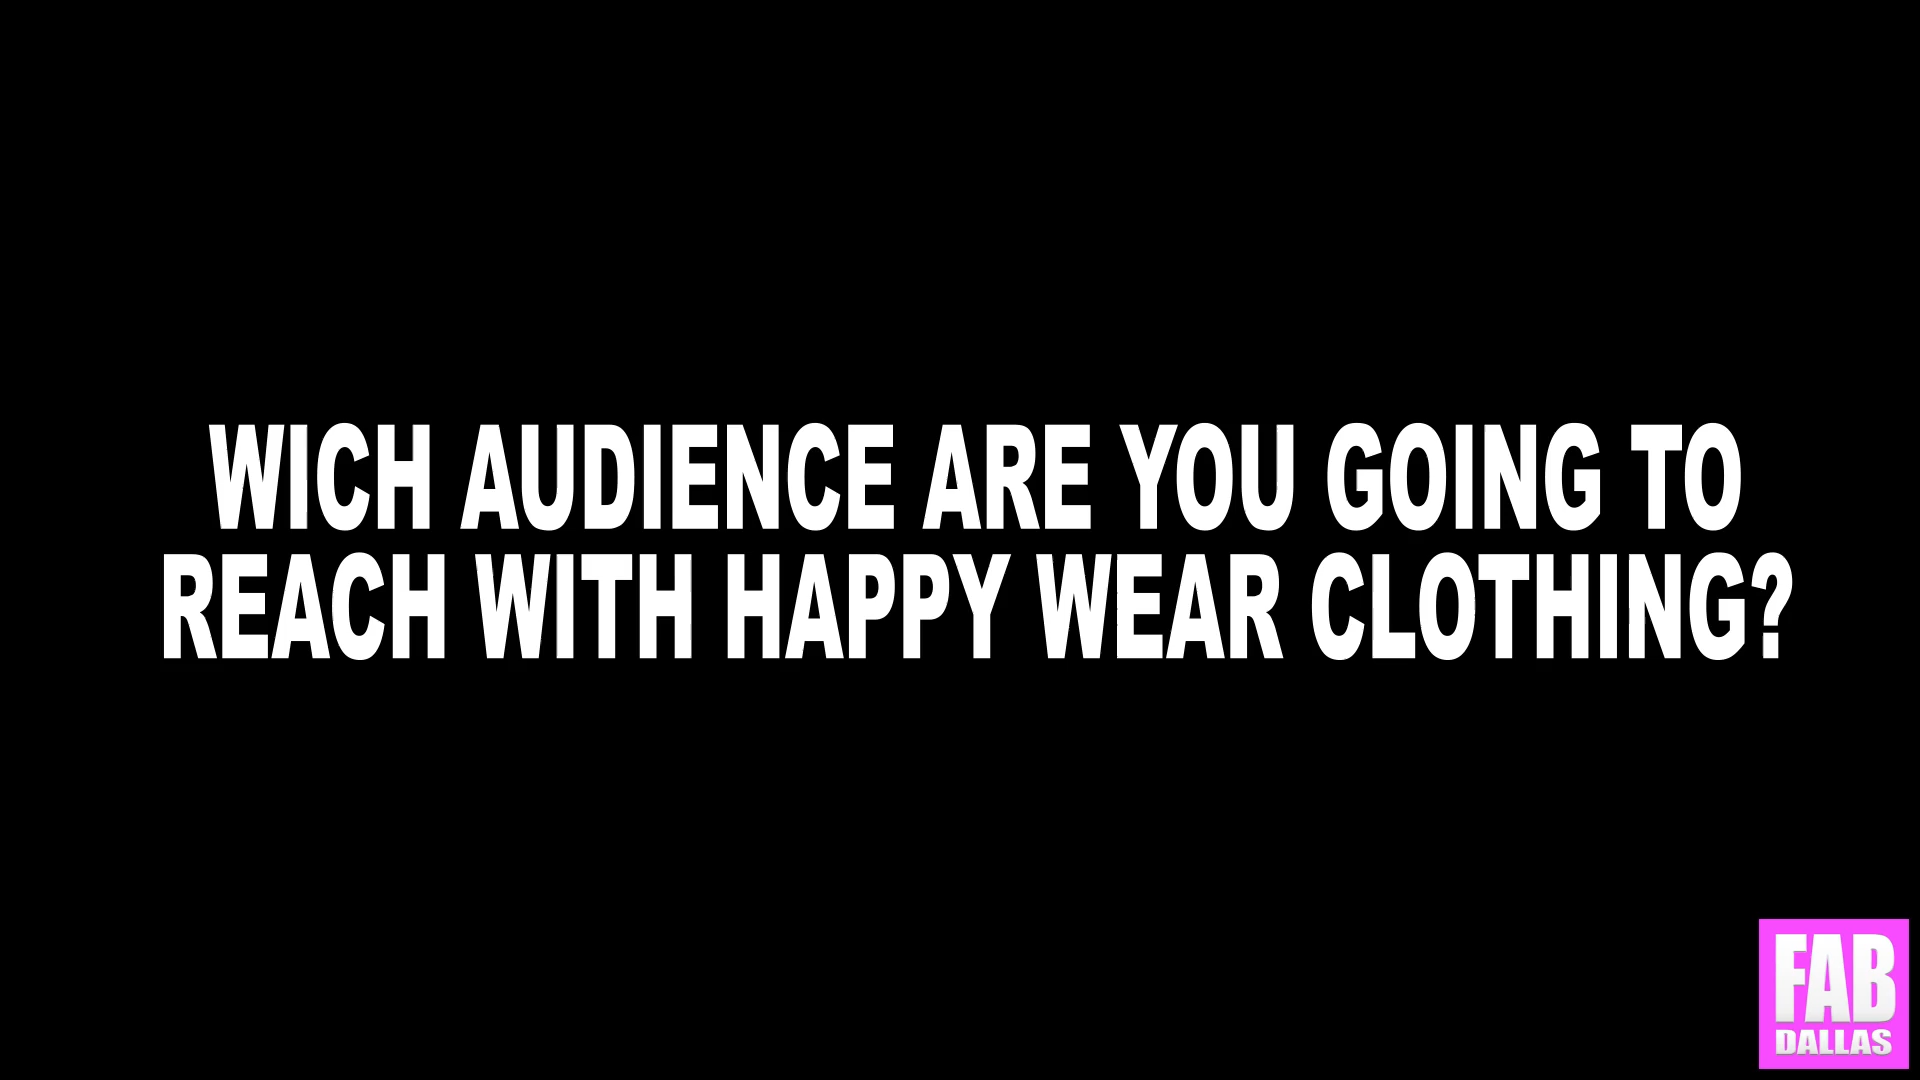 WICH AUDIENCE ARE YOU GOING TO
REACH WITH HAPPY WEAR CLOTHING?
FAB
DALLAS